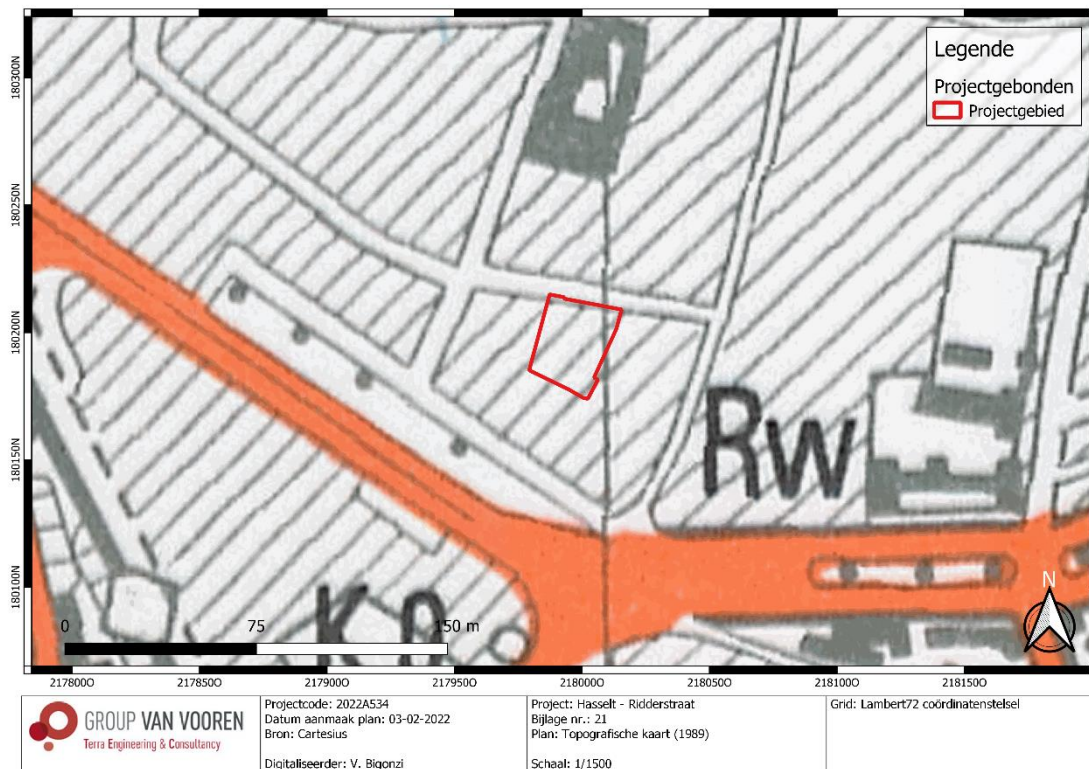 Legende
Projectgebonden
Projectgebied
180300N
180250N
180200N
180150N
180100N
RW
K
0 75 150 m
N
217800O 217850O 217900O 217950O 218000O 218050O 218100O 218150O
GROUP VAN VOOREN
Terra Engineering & Consultancy
Projectcode: 2022A534
Datum aanmaak plan: 03-02-2022
Bron: Cartesius
Digitaliseerder: V. Bigonzi
Project: Hasselt - Ridderstraat
Bijlage nr.: 21
Plan: Topografische kaart (1989)
Schaal: 1/1500
Grid: Lambert72 coördinatenstelsel